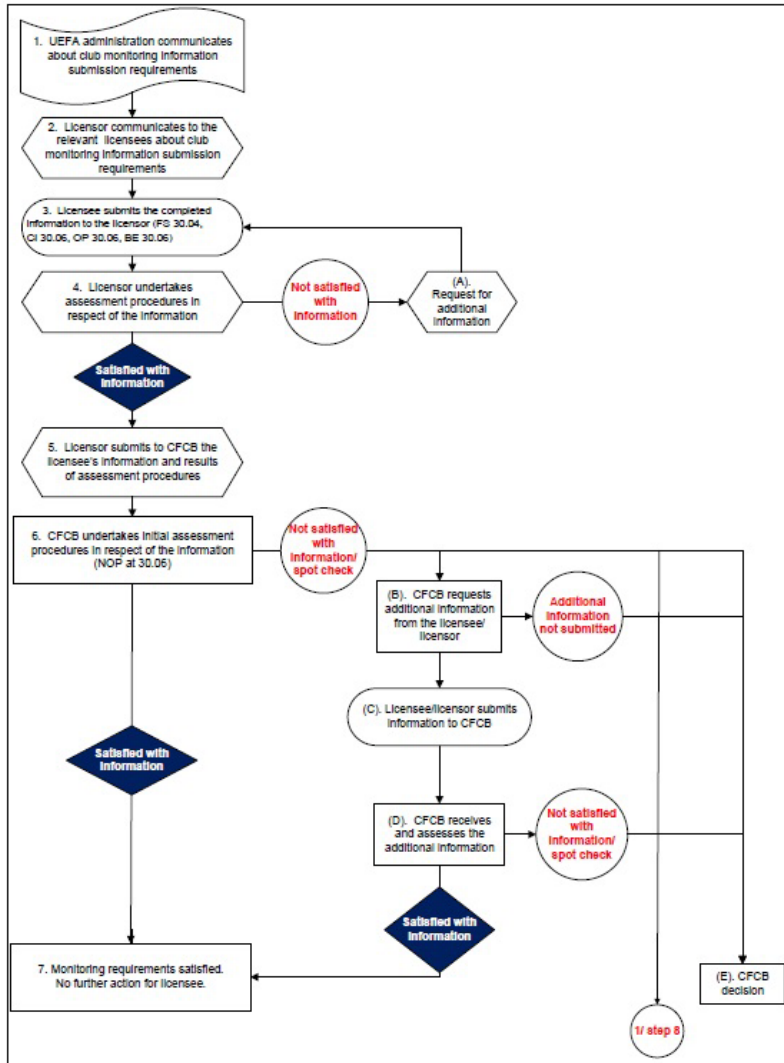 1. UEFA administration communicates
about club monitoring information
submission requirements
2. Licensor communicates to the
relevant licensees about club
monitoring information submission
requirements
3. Licensee submits the completed
information to the licensor (FS 30.04,
CI 30.06, OP 30.06, BE 30.06)
4. Licensor undertakes
assessment procedures in
respect of the information
Not satisfied
with
information
(A).
Request for
additional
information
Satisfied with
information
5. Licensor submits to CFCB the
licensee's information and results
of assessment procedures
6. CFCB undertakes initial assessment
procedures in respect of the information
(NOP at 30.06)
Not satisfied
with
information/
spot check
(B). CFCB requests
additional information
from the licensee/
licensor
Additional
information
not submitted
(C). Licensee/licensor submits
information to CFCB
Satisfied with
information
(D). CFCB receives
and assesses the
additional information
Not satisfied
with
information/
spot check
Satisfied with
information
7. Monitoring requirements satisfied.
No further action for licensee.
(E). CFCB
decision
1/ step 8